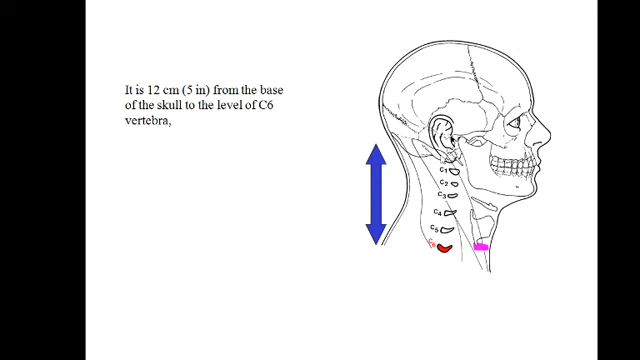 It is 12 cm (5 in) from the base
of the skull to the level of C6
vertebra,
C1
C2
C3
C4
C5
C6